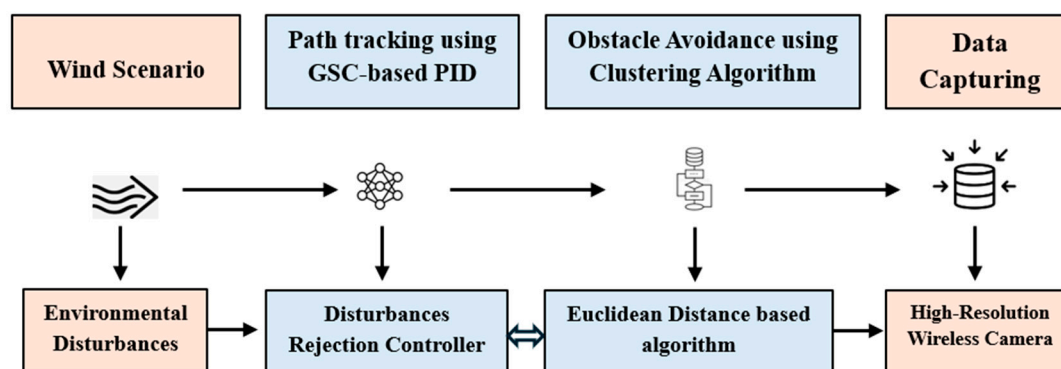 Wind Scenario
Path tracking using
GSC-based PID
Obstacle Avoidance using
Clustering Algorithm
Data
Capturing
Environmental
Disturbances
Disturbances
Rejection Controller
Euclidean Distance based
algorithm
High-Resolution
Wireless Camera